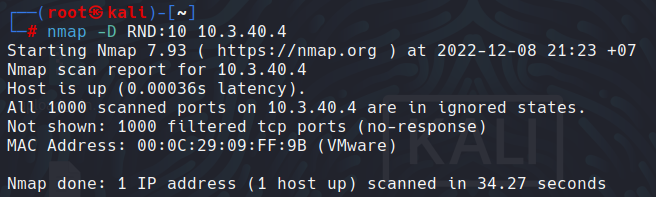 ┌──(root㉿kali)-[~]
└─# nmap -D RND:10 10.3.40.4
Starting Nmap 7.93 ( https://nmap.org ) at 2022-12-08 21:23 +07
Nmap scan report for 10.3.40.4
Host is up (0.00036s latency).
All 1000 scanned ports on 10.3.40.4 are in ignored states.
Not shown: 1000 filtered tcp ports (no-response)
MAC Address: 00:0C:29:09:FF:9B (VMware)
KALI
Nmap done: 1 IP address (1 host up) scanned in 34.27 seconds